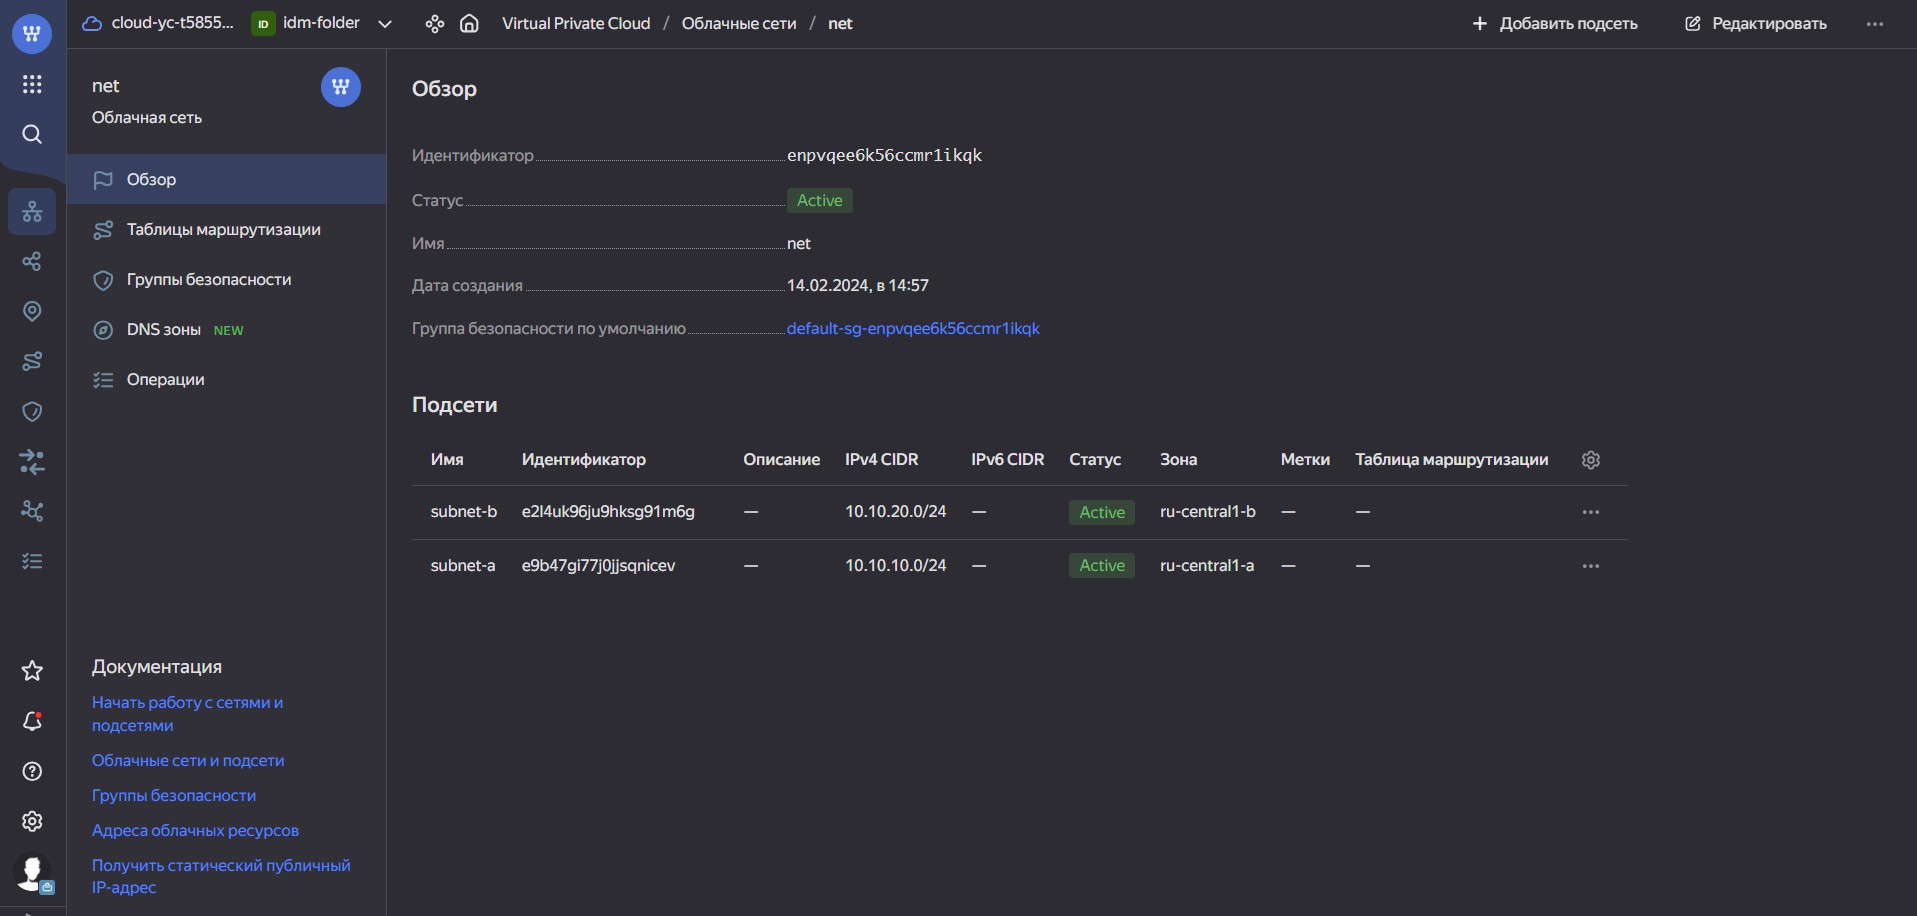 cloud-yc-t5855... ID idm-folder Virtual Private Cloud / Облачные сети / net Добавить подсеть Редактировать
net
Облачная сеть
Обзор
Таблицы маршрутизации
Группы безопасности
DNS зоны NEW
Операции
Документация
Начать работу с сетями и
подсетями
Облачные сети и подсети
Группы безопасности
Адреса облачных ресурсов
Получить статический публичный
IP-адрес
Обзор
Идентификатор enpvqee6k56ccmr1ikqk
Статус Active
Имя net
Дата создания 14.02.2024, в 14:57
Группа безопасности по умолчанию default-sg-enpvqee6k56ccmr1ikqk
Подсети
Имя Идентификатор Описание IPv4 CIDR IPv6 CIDR Статус Зона Метки Таблица маршрутизации
subnet-b e2l4uk96ju9hksg91m6g — 10.10.20.0/24 — Active ru-central1-b — —
subnet-a e9b47gi77j0jjsqnicev — 10.10.10.0/24 — Active ru-central1-a — —